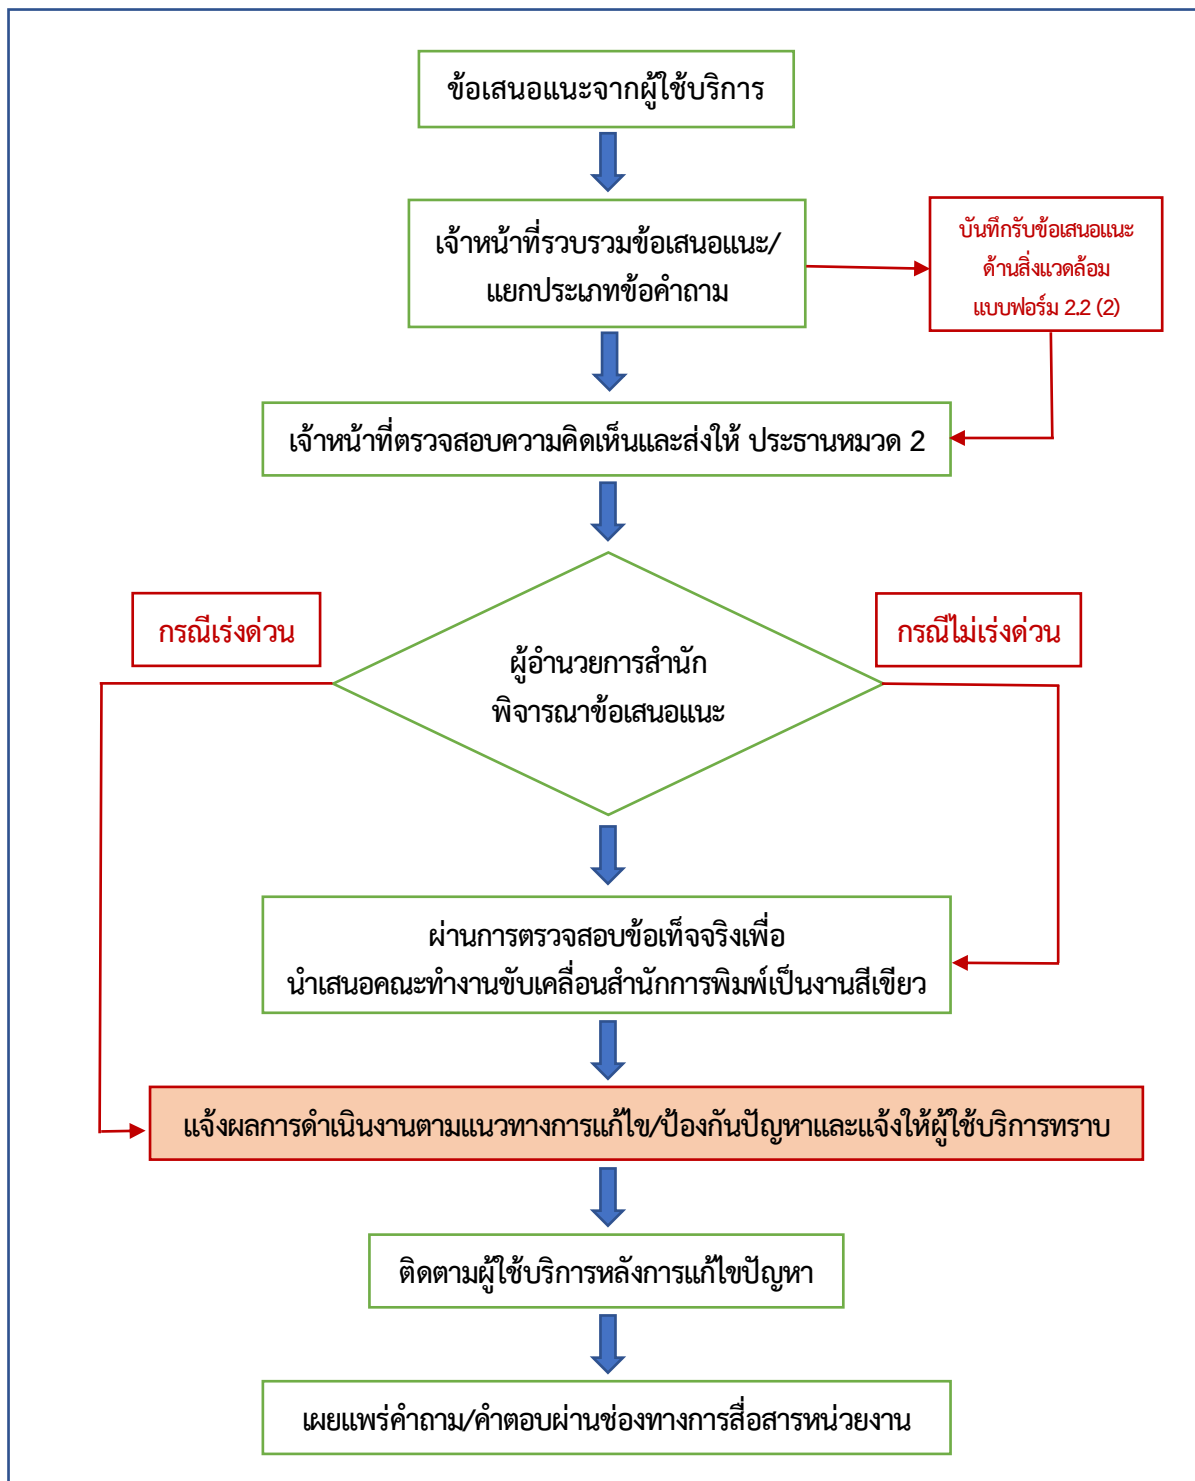 ข้อเสนอแนะจากผู้ใช้บริการ
เจ้าหน้าที่รวบรวมข้อเสนอแนะ/
แยกประเภทข้อคำถาม
บันทึกรับข้อเสนอแนะ
ด้านสิ่งแวดล้อม
แบบฟอร์ม 2.2 (2)
เจ้าหน้าที่ตรวจสอบความคิดเห็นและส่งให้ ประธานหมวด 2
กรณีเร่งด่วน
กรณีไม่เร่งด่วน
ผู้อำนวยการสำนัก
พิจารณาข้อเสนอแนะ
ผ่านการตรวจสอบข้อเท็จจริงเพื่อ
นำเสนอคณะทำงานขับเคลื่อนสำนักการพิมพ์เป็นงานสีเขียว
แจ้งผลการดำเนินงานตามแนวทางการแก้ไข/ป้องกันปัญหาและแจ้งให้ผู้ใช้บริการทราบ
ติดตามผู้ใช้บริการหลังการแก้ไขปัญหา
เผยแพร่คำถาม/คำตอบผ่านช่องทางการสื่อสารหน่วยงาน